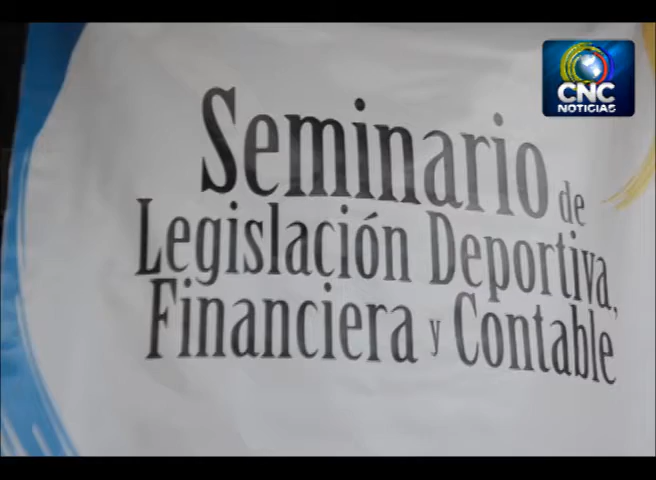 CNC
NOTICIAS
Seminario de
Legislación Deportiva,
Financiera y Contable